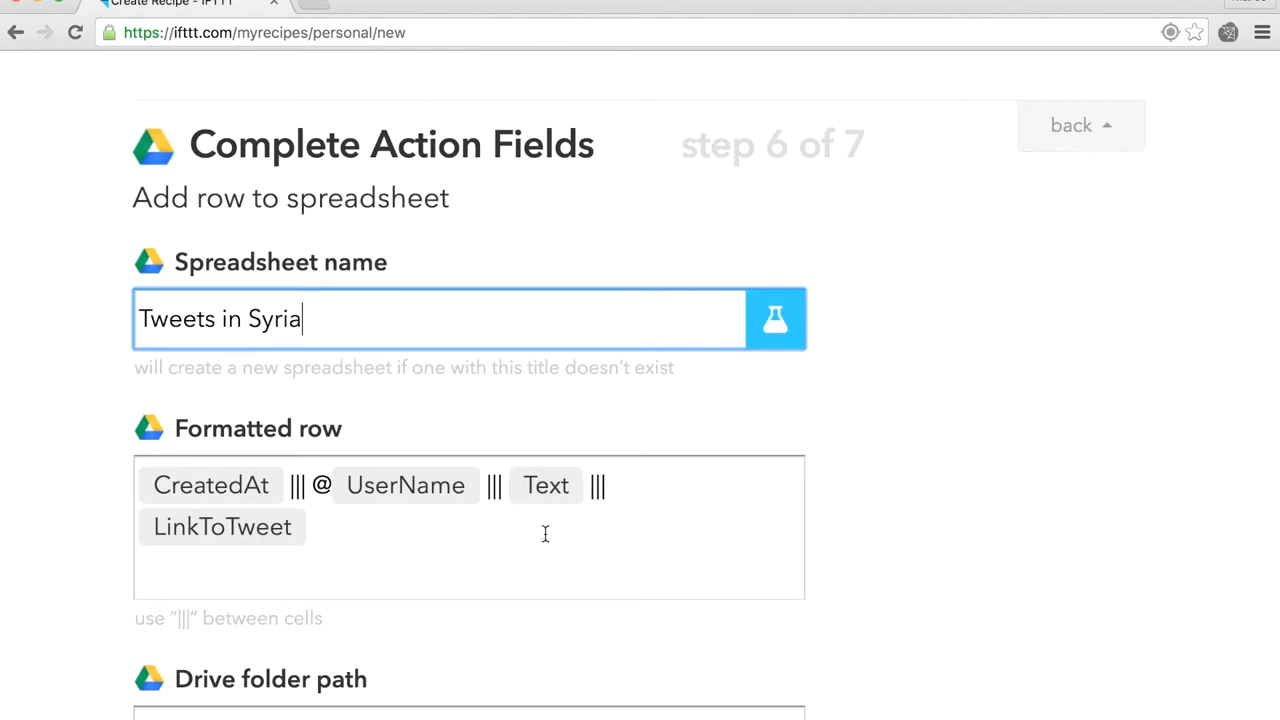 Create Recipe - IFTTT
https://ifttt.com/myrecipes/personal/new
back
Complete Action Fields
step 6 of 7
Add row to spreadsheet
Spreadsheet name
Tweets in Syria
will create a new spreadsheet if one with this title doesn't exist
Formatted row
CreatedAt ||| @ UserName ||| Text |||
LinkToTweet
use "|||" between cells
Drive folder path